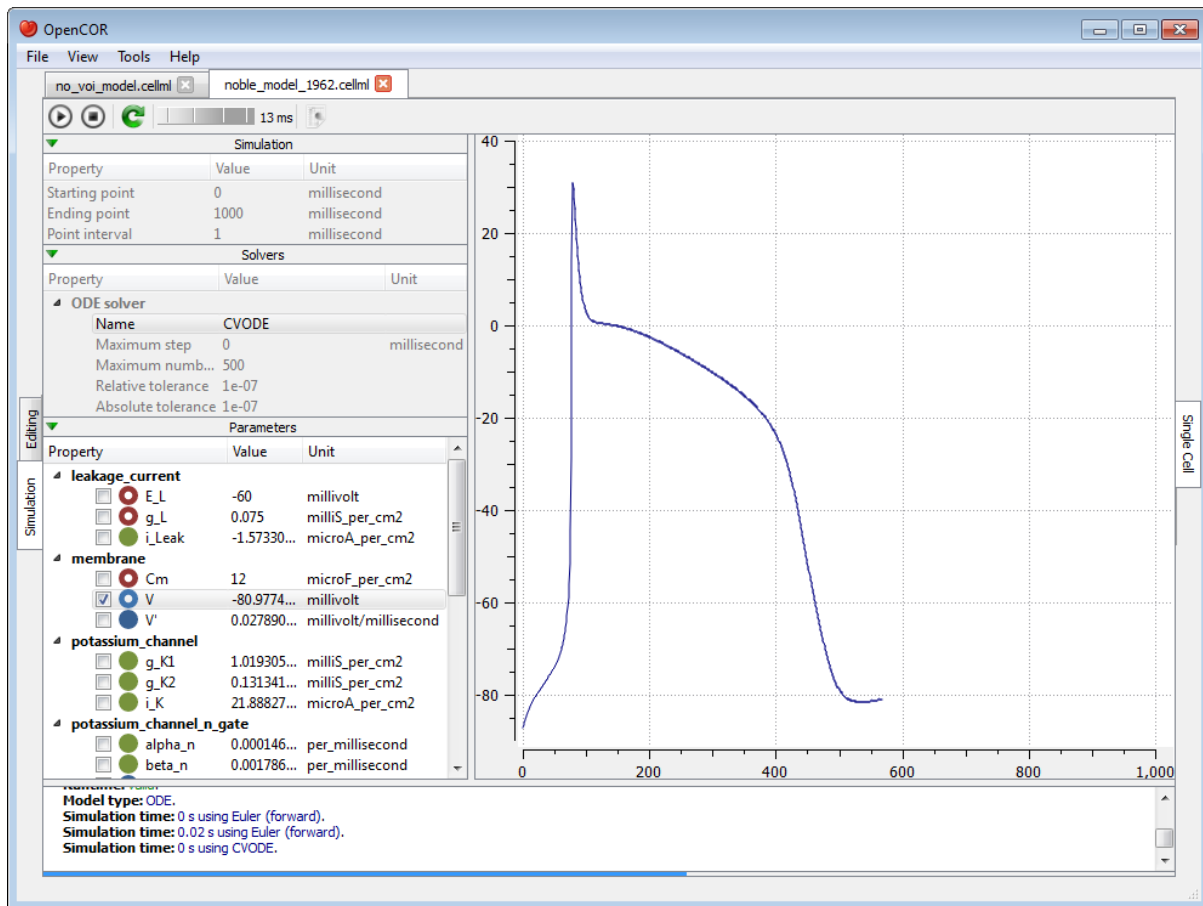 OpenCOR
File View Tools Help
no_voi_model.cellml noble_model_1962.cellml
13 ms
Simulation
Property Value Unit
Starting point 0 millisecond
Ending point 1000 millisecond
Point interval 1 millisecond
Solvers
Property Value Unit
ODE solver
Name CVODE
Maximum step 0 millisecond
Maximum numb... 500
Relative tolerance 1e-07
Absolute tolerance 1e-07
Parameters
Property Value Unit
leakage_current
E_L -60 millivolt
g_L 0.075 milliS_per_cm2
i_Leak -1.57330... microA_per_cm2
membrane
Cm 12 microF_per_cm2
V -80.9774... millivolt
V' 0.027890... millivolt/millisecond
potassium_channel
g_K1 1.019305... milliS_per_cm2
g_K2 0.131341... milliS_per_cm2
i_K 21.88827... microA_per_cm2
potassium_channel_n_gate
alpha_n 0.000146... per_millisecond
beta_n 0.001786... per_millisecond
Editing
Simulation
40
20
0
-20
-40
-60
-80
0 200 400 600 800 1,000
Single Cell
Runtime: valid.
Model type: ODE.
Simulation time: 0 s using Euler (forward).
Simulation time: 0.02 s using Euler (forward).
Simulation time: 0 s using CVODE.